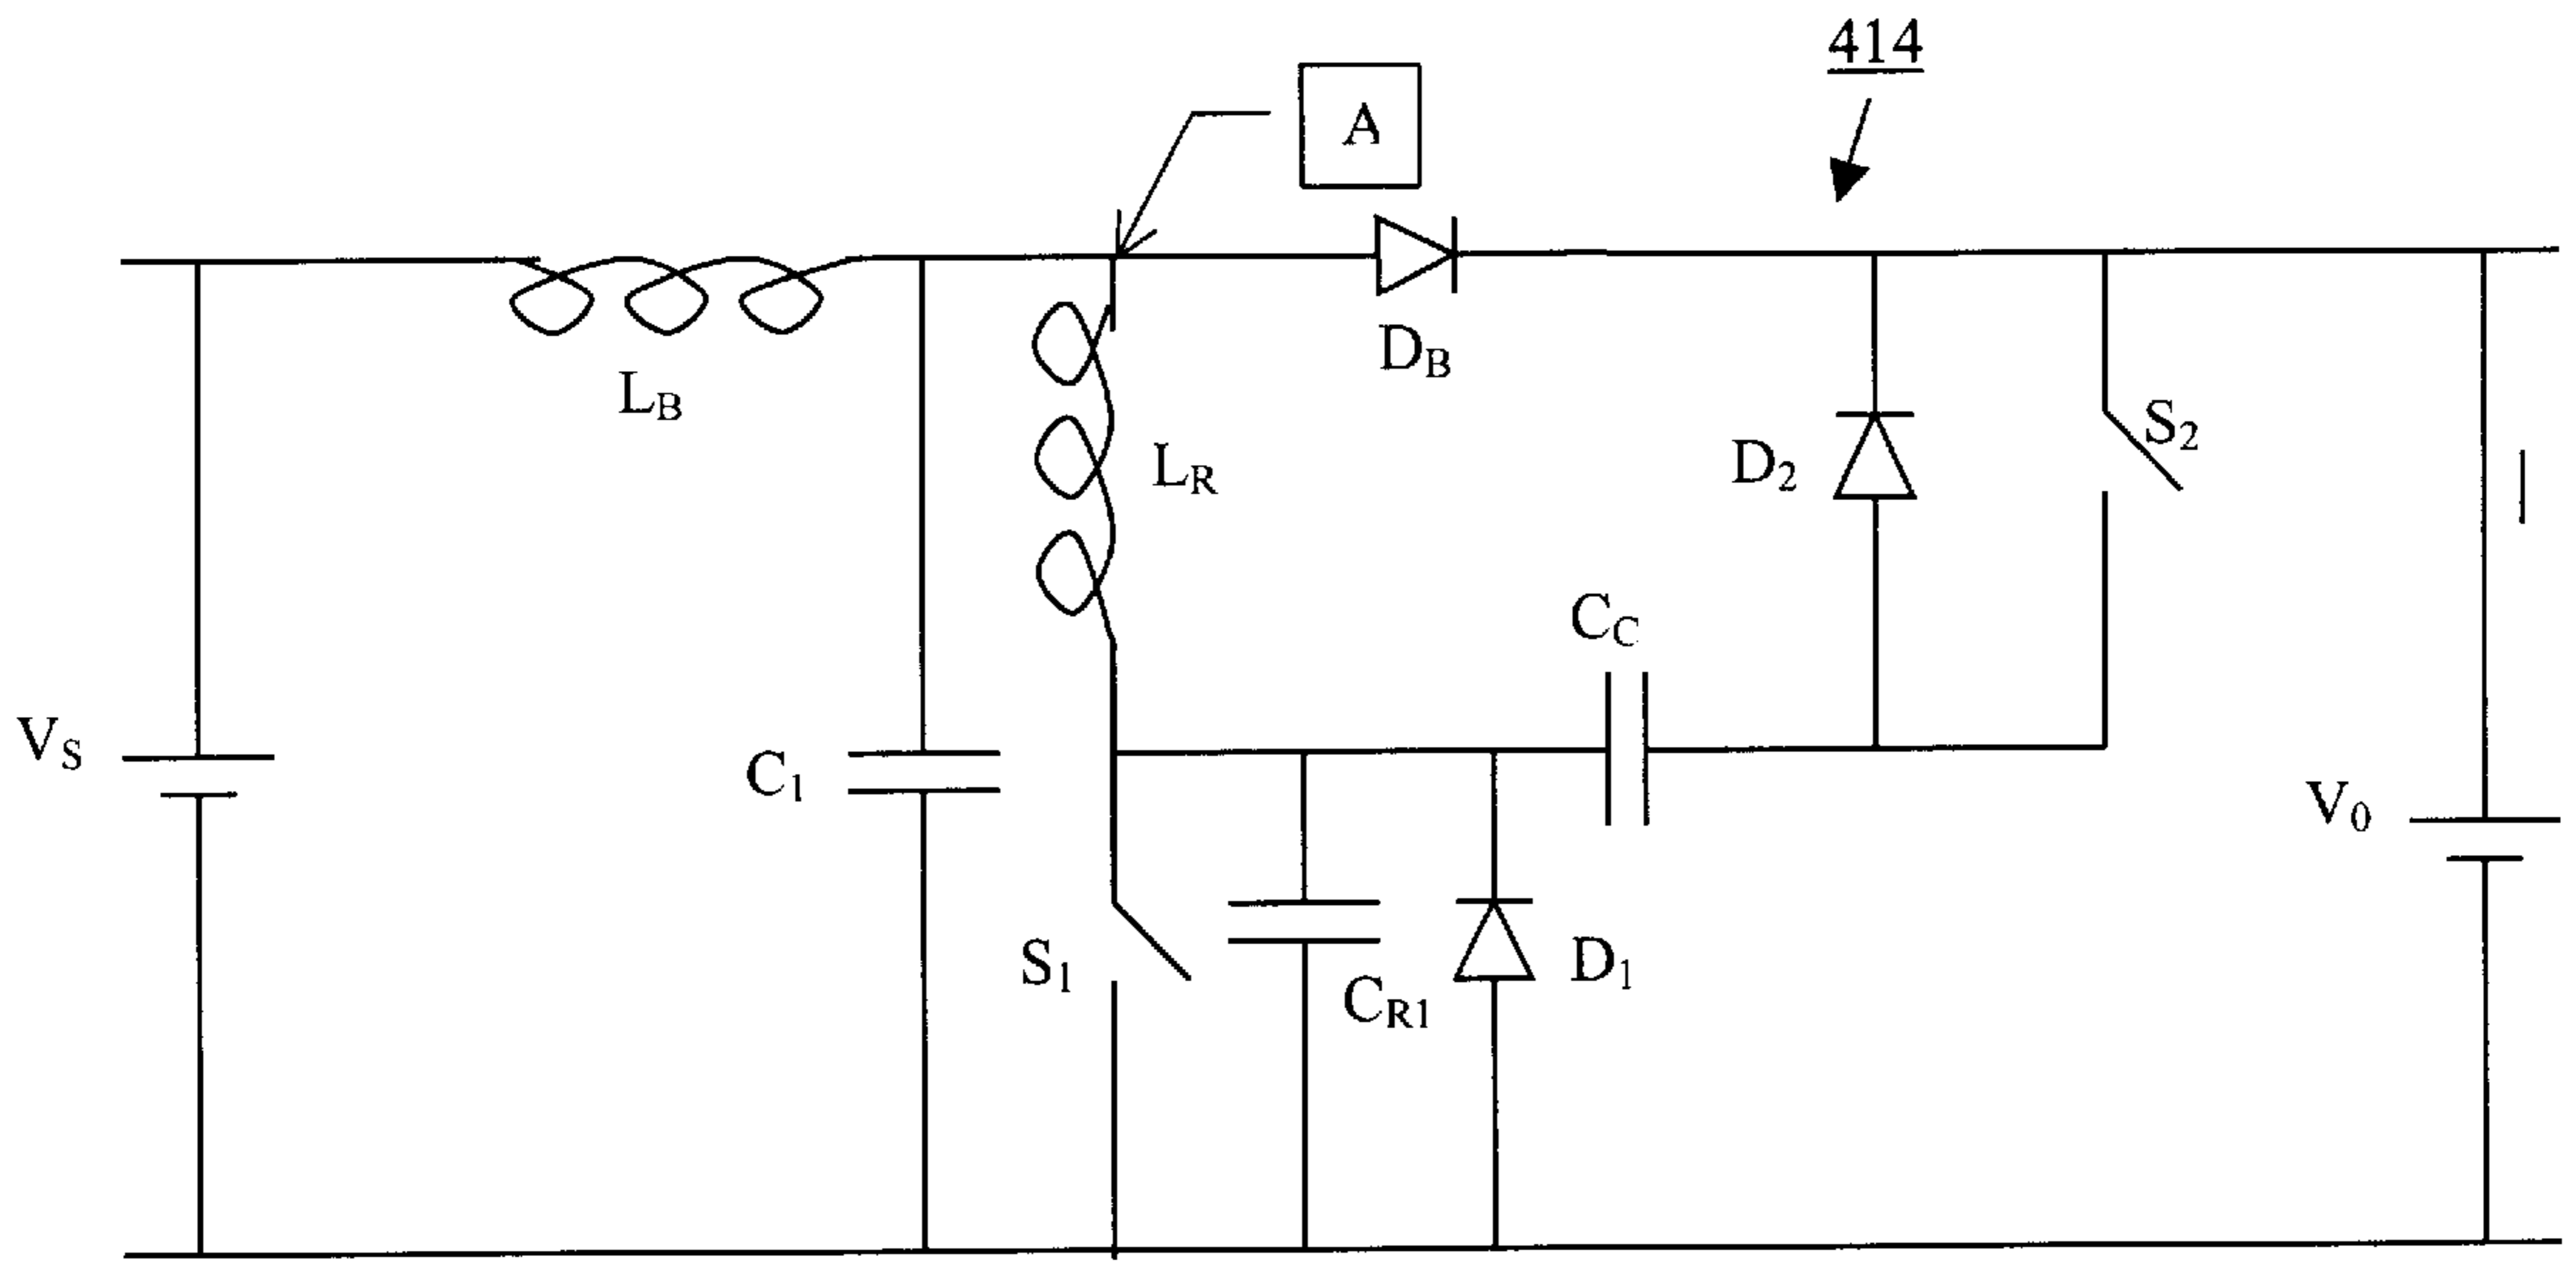 414
A
D_B
L_B
L_R
D_2
S_2
C_C
V_S
C_1
V_0
S_1
C_R1
D_1